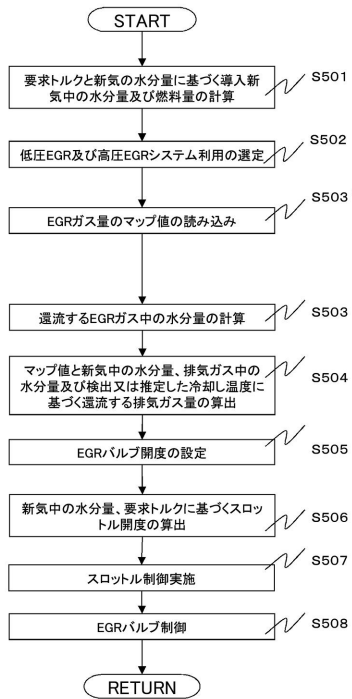 START
要求トルクと新気の水分量に基づく導入新
気中の水分量及び燃料量の計算
S501
低圧EGR及び高圧EGRシステム利用の選定
S502
EGRガス量のマップ値の読み込み
S503
還流するEGRガス中の水分量の計算
S503
マップ値と新気中の水分量、排気ガス中の
水分量及び検出又は推定した冷却し温度に
基づく還流する排気ガス量の算出
S504
EGRバルブ開度の設定
S505
新気中の水分量、要求トルクに基づくスロッ
トル開度の算出
S506
スロットル制御実施
S507
EGRバルブ制御
S508
RETURN